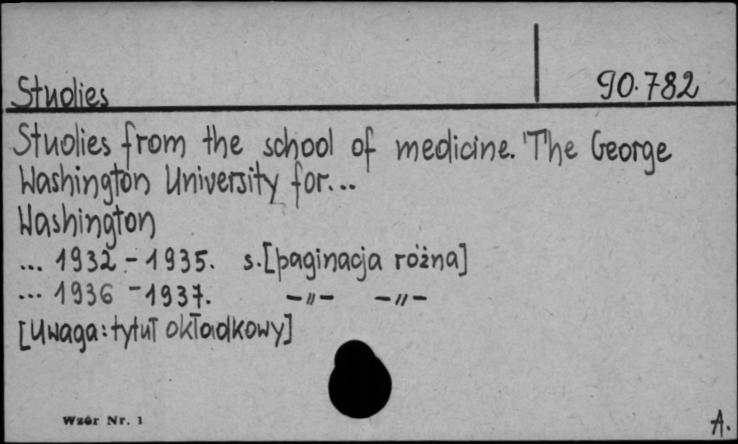 90.782
Studies
Studies from the school of medicine. The George
Washington University for...
Washington
... 1932-1935. s.[paginacja różna]
... 1936-1937. -〃- -〃-
[Uwaga: tytuł okładkowy]
Wzór Nr. 1
A.